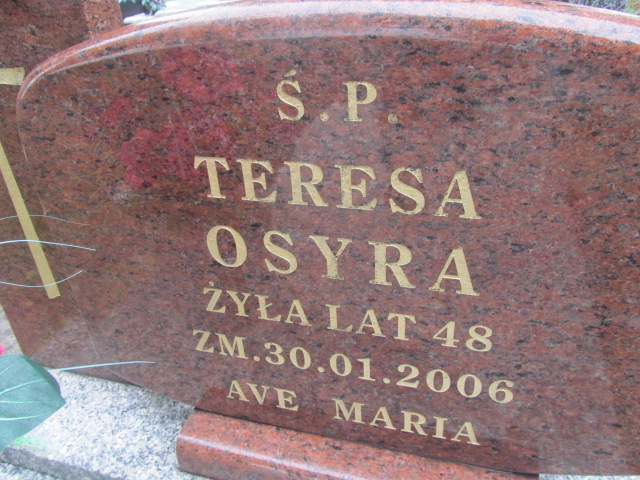 Ś.P.
TERESA
OSYRA
ŻYŁA LAT 48
ZM.30.01.2006
AVE MARIA